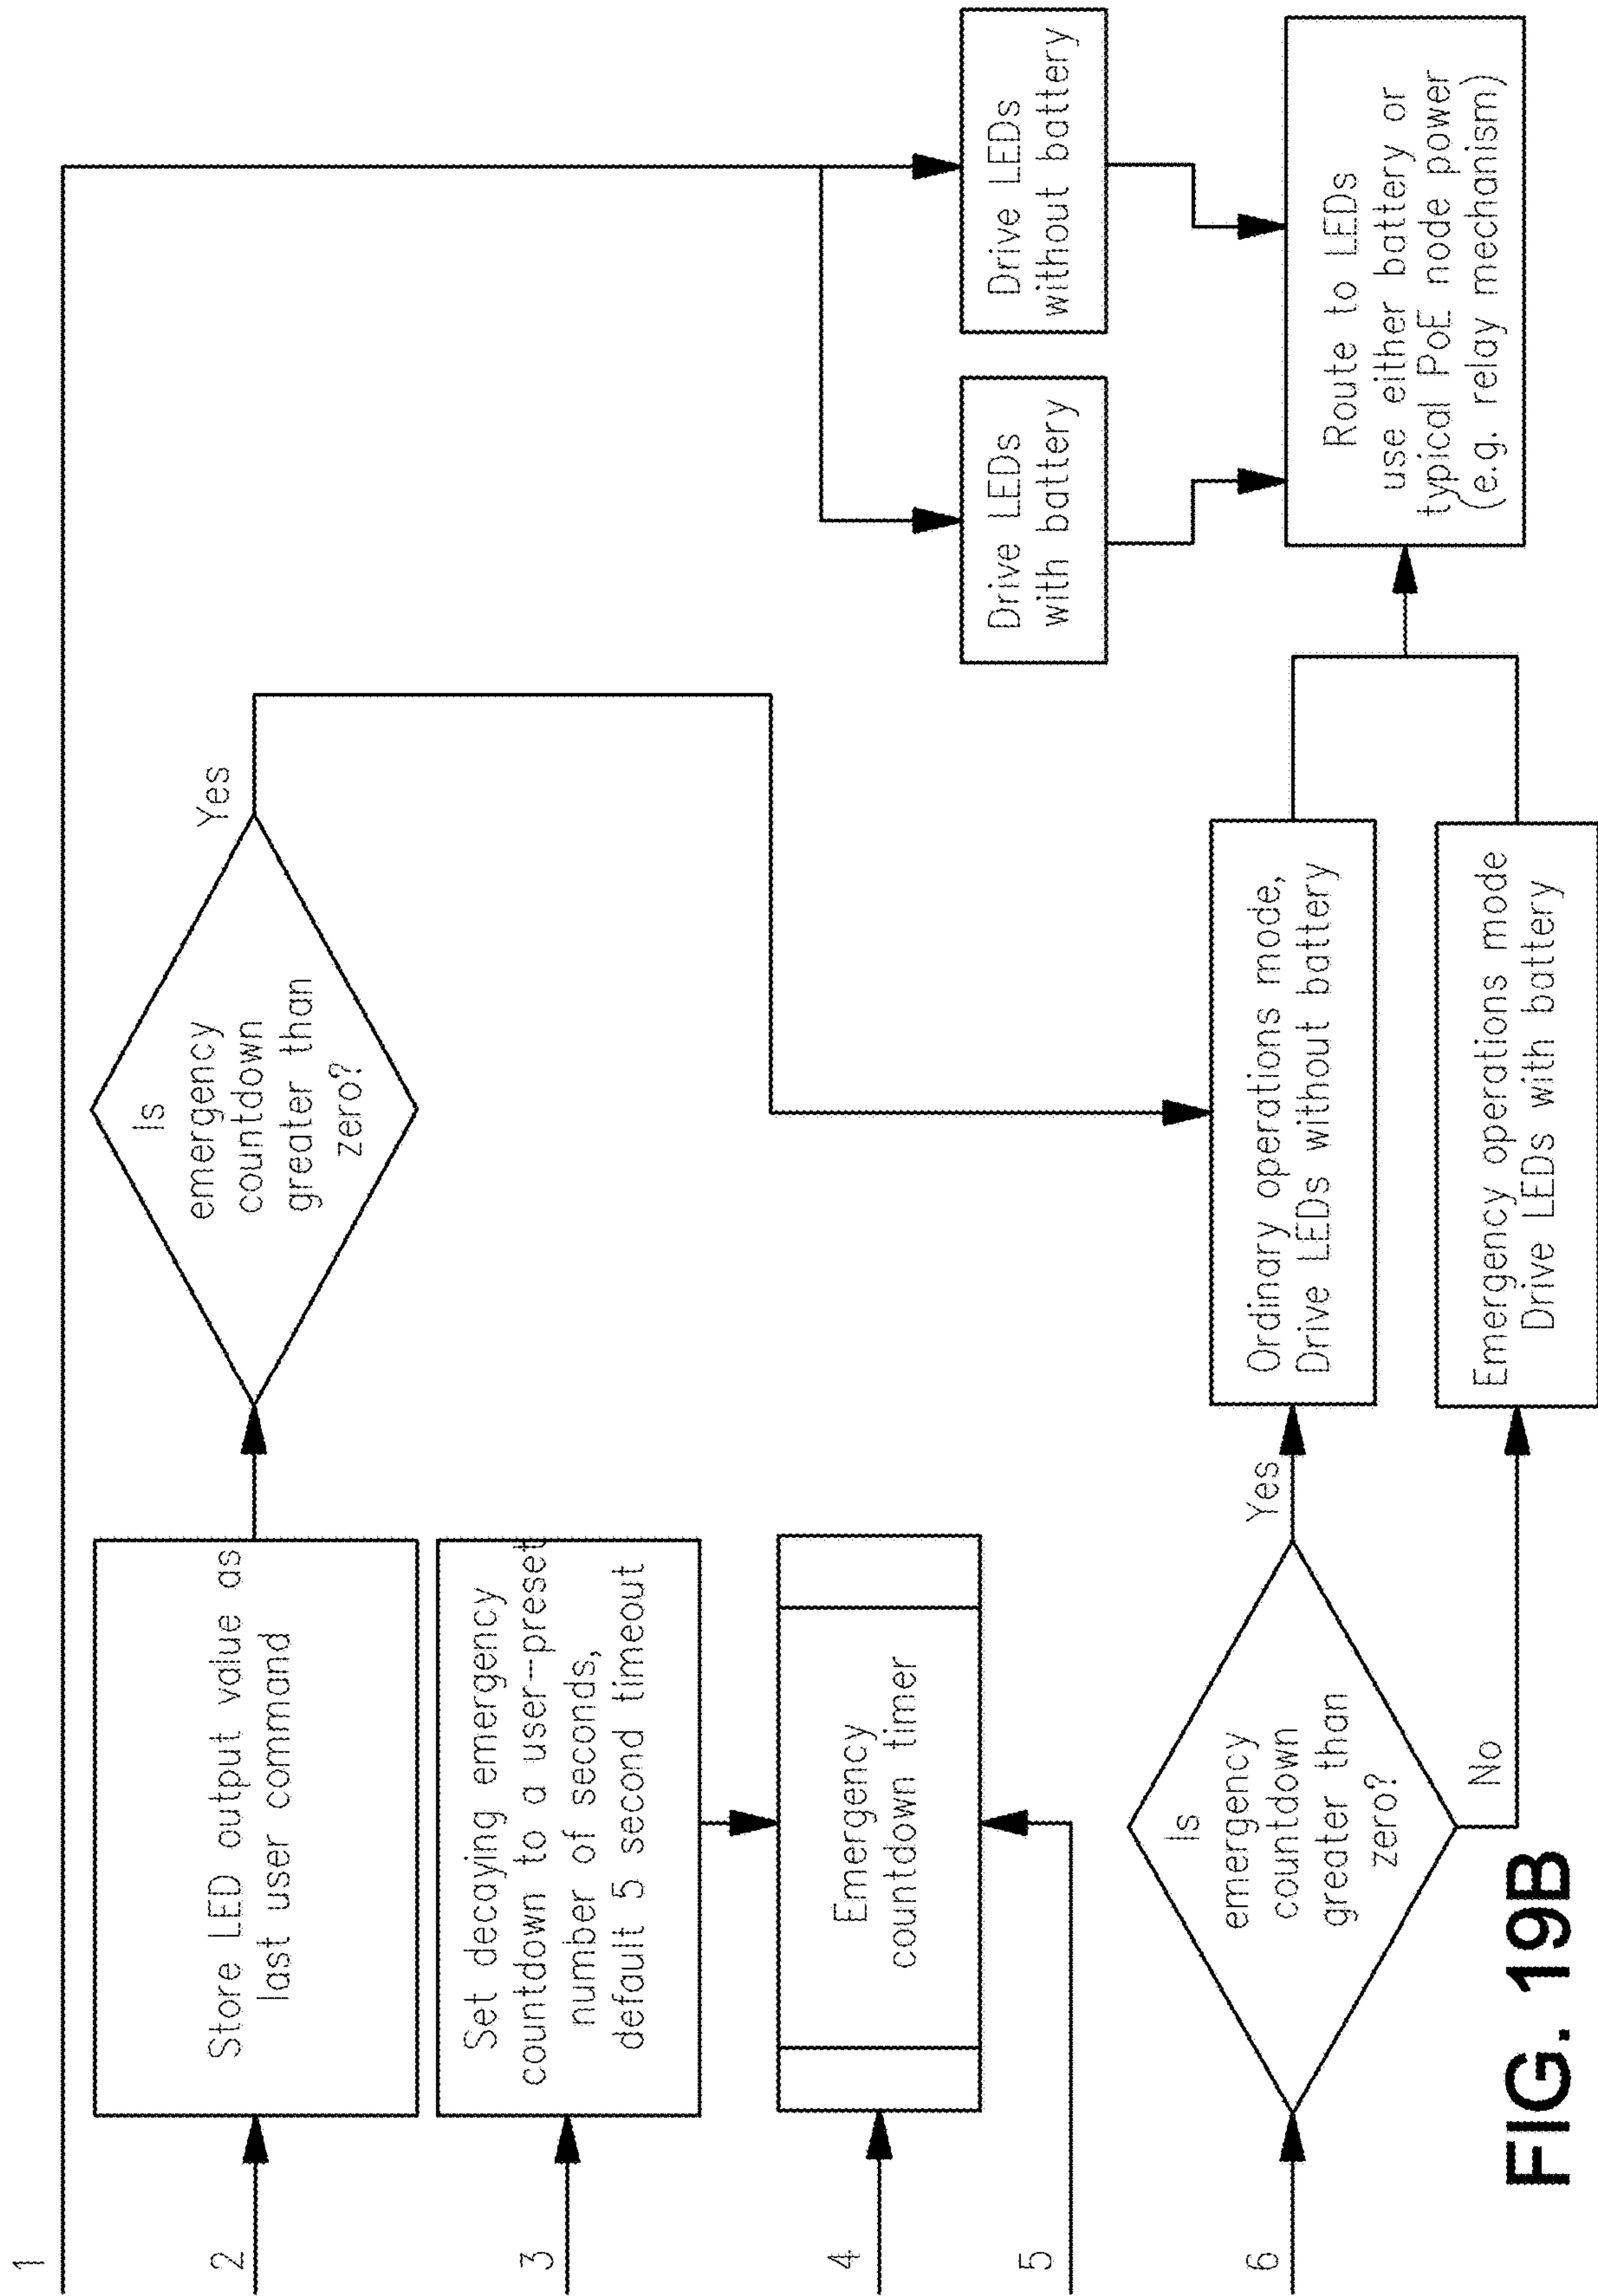 1
2
Store LED output value as
last user command
Is
emergency
countdown
greater than
zero?
Yes
3
Set decaying emergency
countdown to a user-preset
number of seconds,
default 5 second timeout
4
Emergency
countdown timer
5
Drive LEDs
with battery
Drive LEDs
without battery
6
Is
emergency
countdown
greater than
zero?
Yes
No
Ordinary operations mode,
Drive LEDs without battery
Emergency operations mode
Drive LEDs with battery
Route to LEDs
use either battery or
typical PoE node power
(e.g. relay mechanism)
FIG. 19B